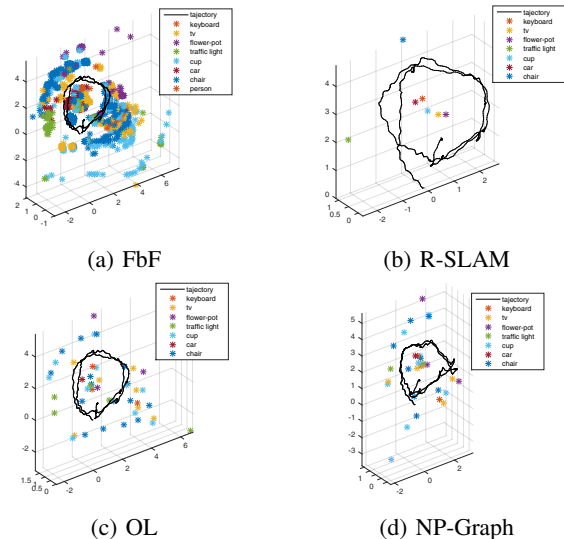 tajectory
keyboard
tv
flower-pot
traffic light
cup
car
chair
person
4
2
0
-2
-4
2
1
0
-1
-2
0
2
4
6
(a) FbF
tajectory
keyboard
tv
flower-pot
traffic light
cup
car
chair
5
4
3
2
1
0
1
0.5
0
-2
-1
0
1
2
(b) R-SLAM
tajectory
keyboard
tv
flower-pot
traffic light
cup
car
chair
4
2
0
-2
1.5
1
0.5
0
-2
0
2
4
6
(c) OL
tajectory
keyboard
tv
flower-pot
traffic light
cup
car
chair
5
4
3
2
1
0
-1
-2
-3
1
0
-2
0
2
(d) NP-Graph